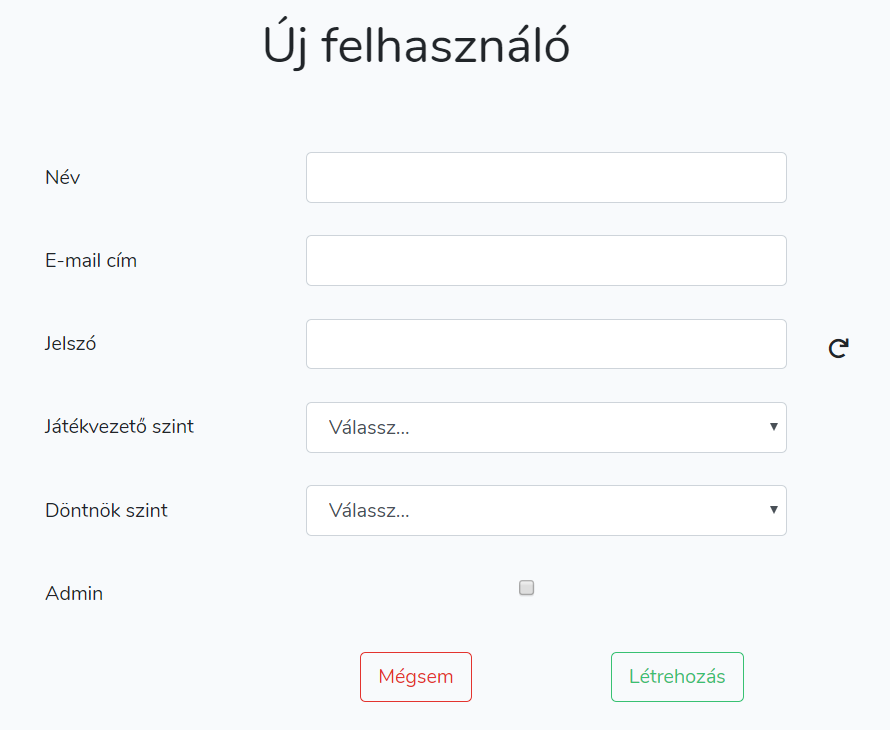 Új felhasználó
Név
E-mail cím
Jelszó
Játékvezető szint
Válassz...
Döntnök szint
Válassz...
Admin
Mégsem
Létrehozás